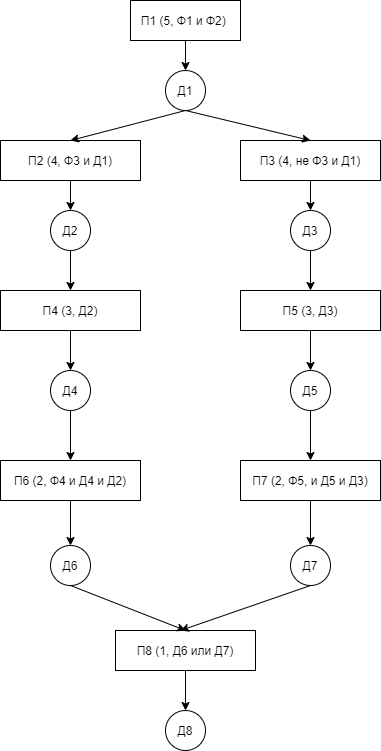 П1 (5, Ф1 и Ф2)
Д1
П2 (4, Ф3 и Д1)
П3 (4, не Ф3 и Д1)
Д2
Д3
П4 (3, Д2)
П5 (3, Д3)
Д4
Д5
П6 (2, Ф4 и Д4 и Д2)
П7 (2, Ф5, и Д5 и Д3)
Д6
Д7
П8 (1, Д6 или Д7)
Д8